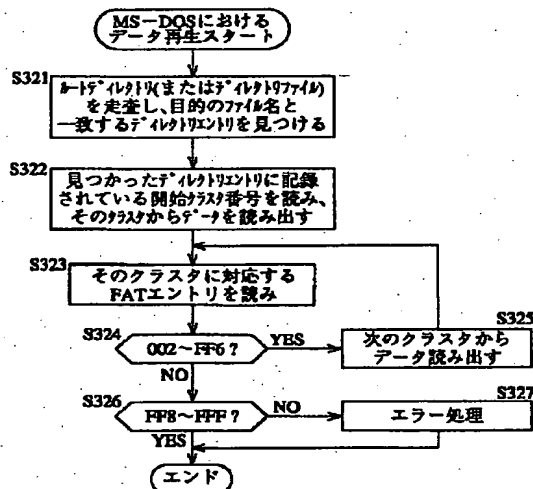 MS-DOSにおける
データ再生スタート
S321
ルートディレクトリ(またはディレクトリファイル)
を走査し、目的のファイル名と
一致するディレクトリエントリを見つける
S322
見つかったディレクトリエントリに記録
されている開始クラスタ番号を読み、
そのクラスタからデータを読み出す
S323
そのクラスタに対応する
FATエントリを読み
S324
002~FF6?
YES
S325
次のクラスタから
データ読み出す
NO
S326
FF8~FFF?
NO
S327
エラー処理
YES
エンド